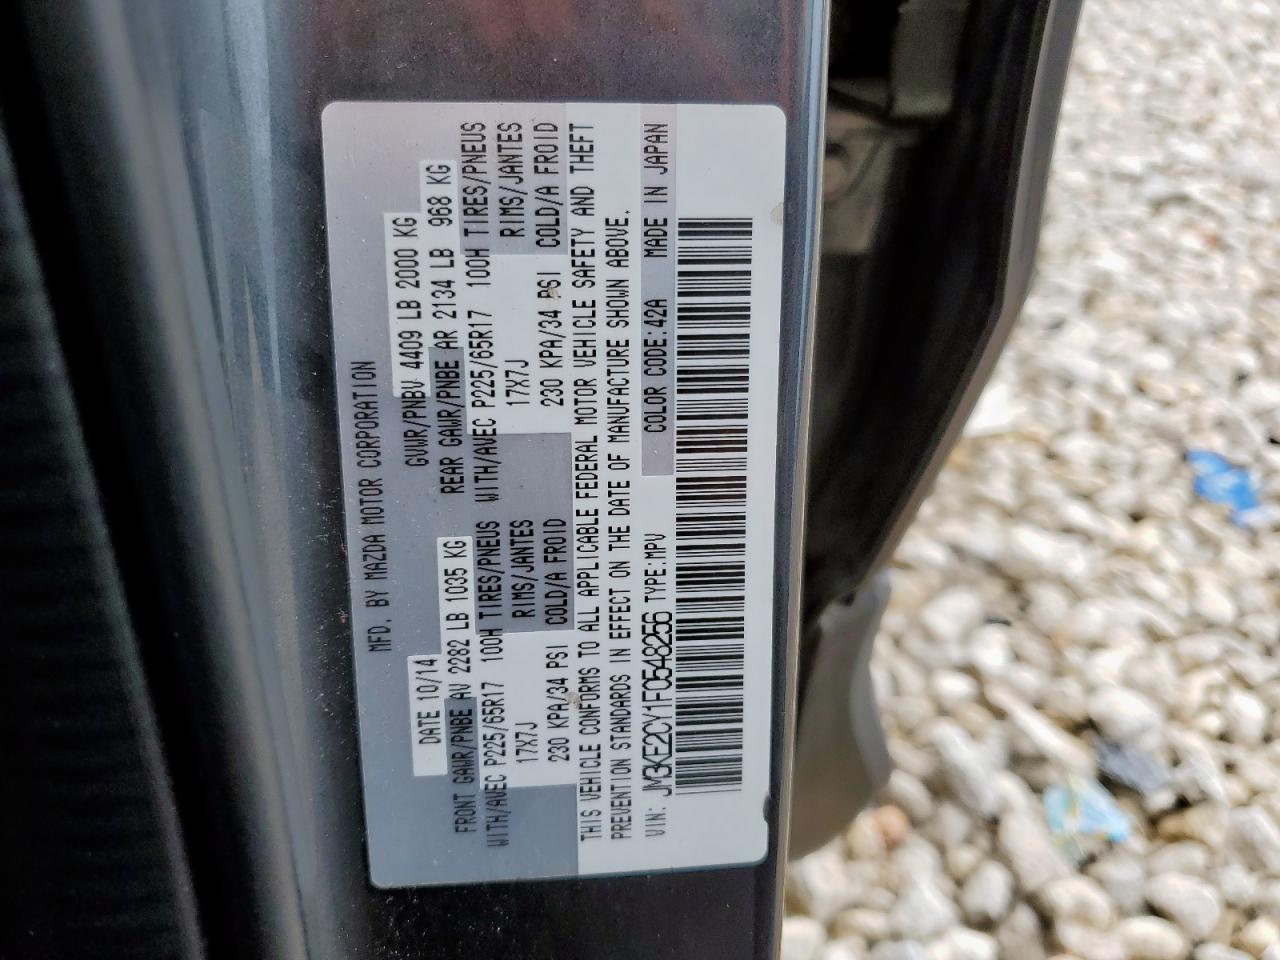 MFD. BY MAZDA MOTOR CORPORATION
DATE 10/14 GVWR/PNBV 4409 LB 2000 KG
FRONT GAWR/PNBE AV 2282 LB 1035 KG REAR GAWR/PNBE AR 2134 LB 968 KG
WITH/AVEC P225/65R17 100H TIRES/PNEUS WITH/AVEC P225/65R17 100H TIRES/PNEUS
17X7J RIMS/JANTES 17X7J RIMS/JANTES
230 KPA/34 PSI COLD/A FROID 230 KPA/34 PSI COLD/A FROID
THIS VEHICLE CONFORMS TO ALL APPLICABLE FEDERAL MOTOR VEHICLE SAFETY AND THEFT
PREVENTION STANDARDS IN EFFECT ON THE DATE OF MANUFACTURE SHOWN ABOVE.
VIN: JM3KE2CY1F0548256 TYPE:MPV COLOR CODE:42A MADE IN JAPAN